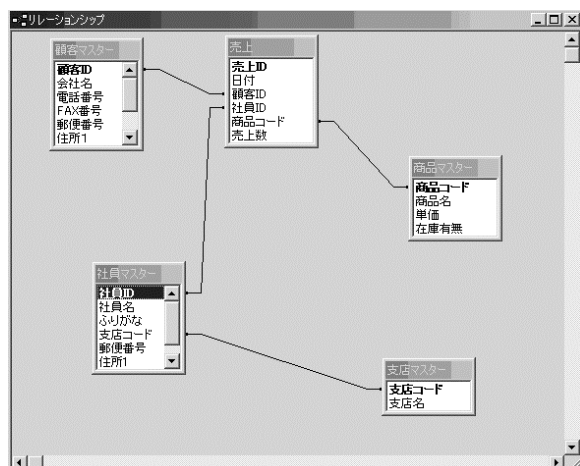 リレーションシップ
顧客マスター
顧客ID
会社名
電話番号
FAX番号
郵便番号
住所1
売上
売上ID
日付
顧客ID
社員ID
商品コード
売上数
商品マスター
商品コード
商品名
単価
在庫有無
社員マスター
社員ID
社員名
ふりがな
支店コード
郵便番号
住所1
支店マスター
支店コード
支店名